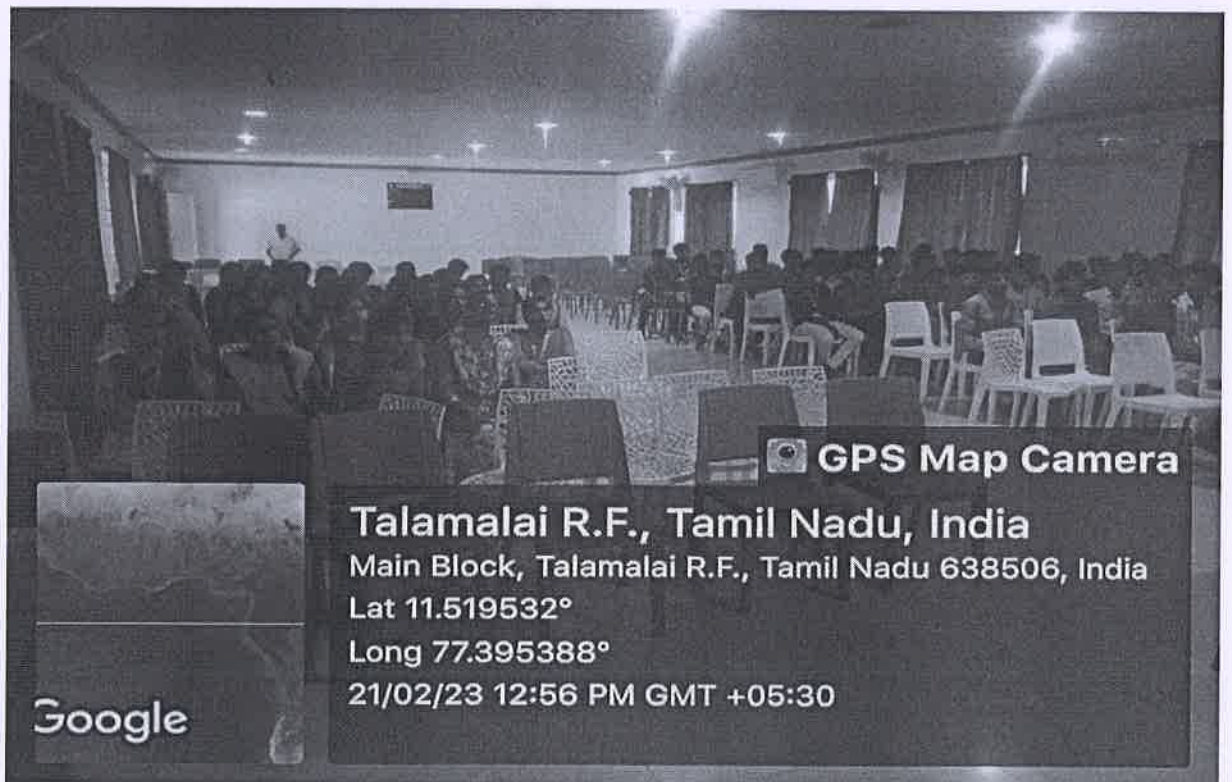 GPS Map Camera
Talamalai R.F., Tamil Nadu, India
Main Block, Talamalai R.F., Tamil Nadu 638506, India
Lat 11.519532°
Long 77.395388°
21/02/23 12:56 PM GMT +05:30
Google